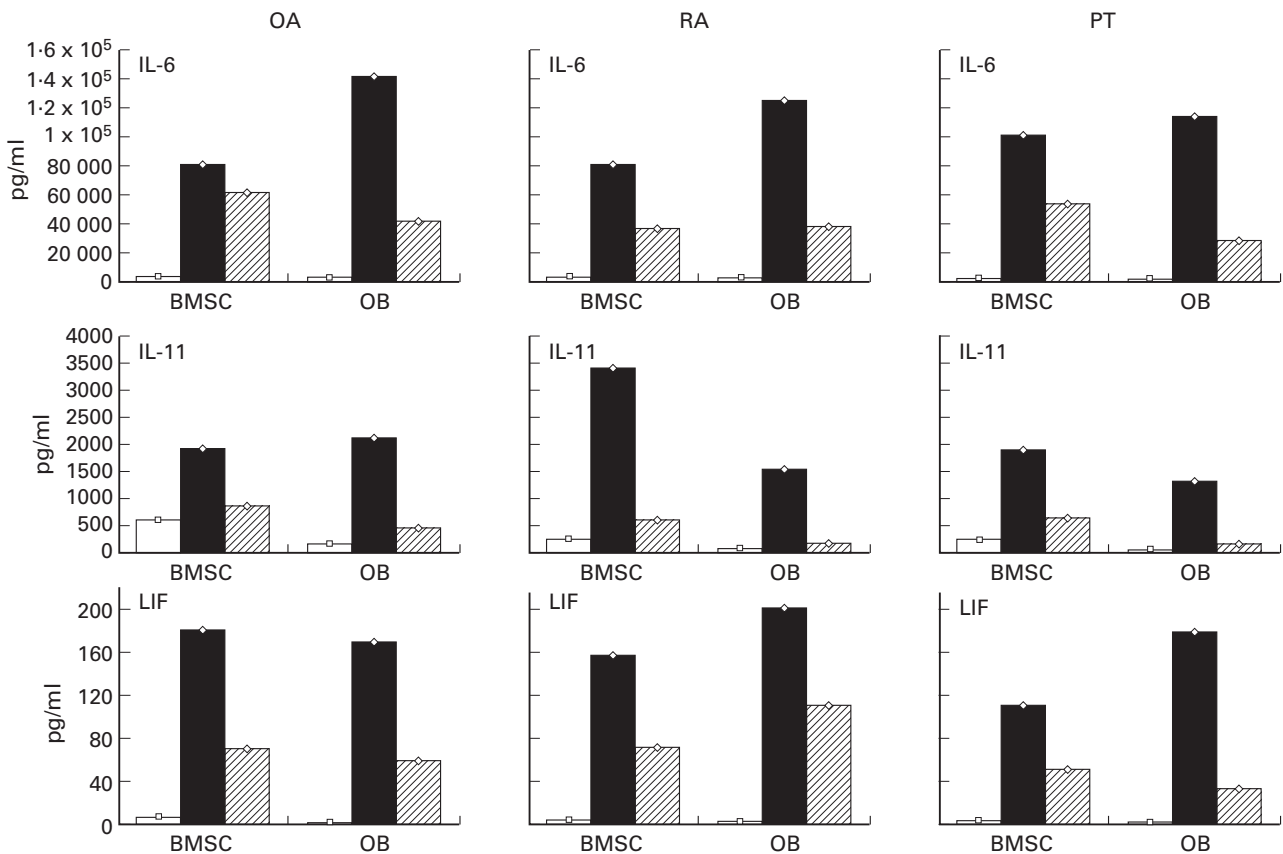 OA RA PT
IL-6 IL-6 IL-6
1·6 x 10⁵
1·4 x 10⁵
1·2 x 10⁵
1 x 10⁵
80 000
60 000
40 000
20 000
0
pg/ml
BMSC OB BMSC OB BMSC OB
IL-11 IL-11 IL-11
4000
3500
3000
2500
2000
1500
1000
500
0
pg/ml
BMSC OB BMSC OB BMSC OB
LIF LIF LIF
200
160
120
80
40
0
pg/ml
BMSC OB BMSC OB BMSC OB